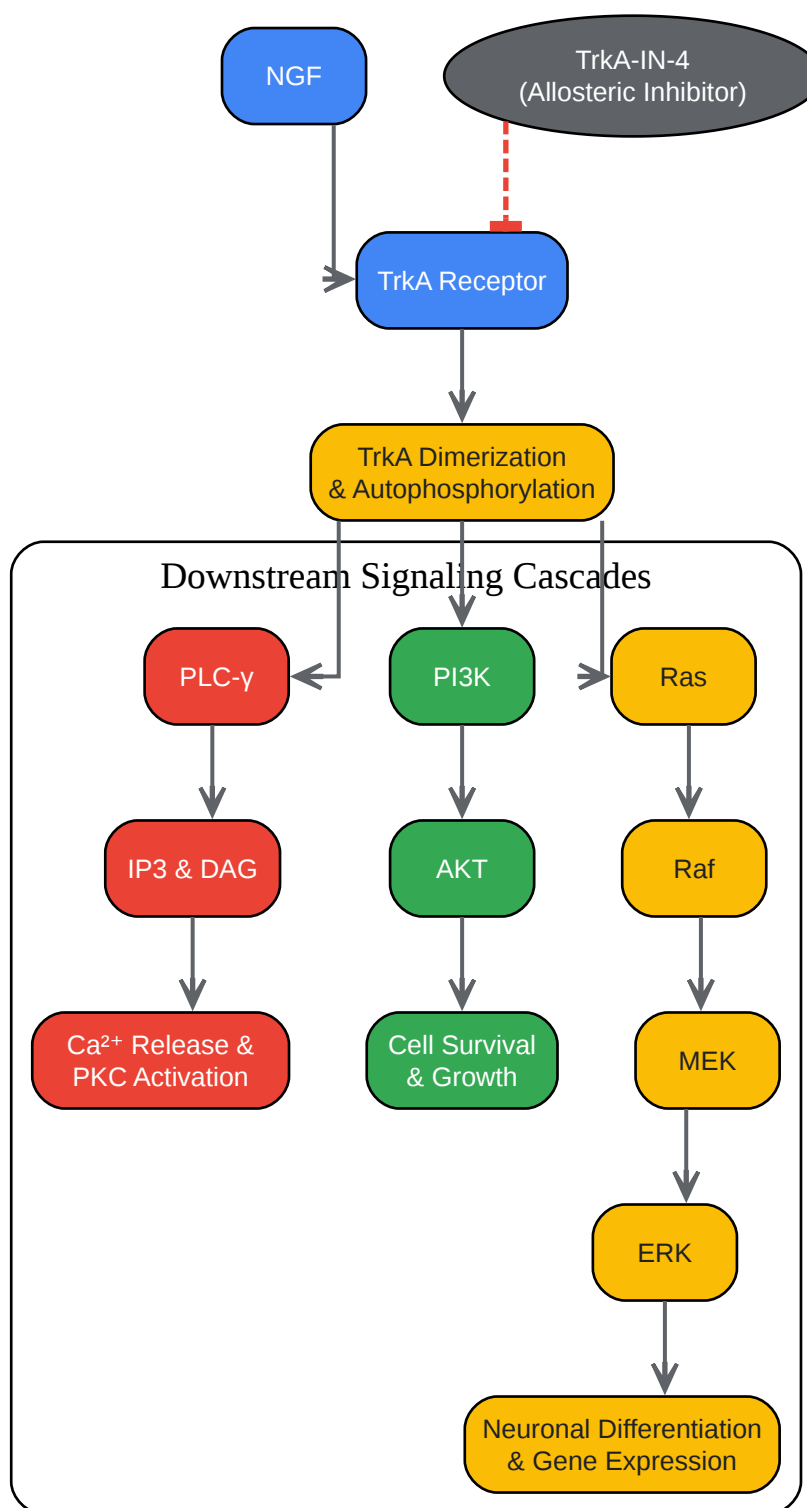 NGF
TrkA-IN-4
(Allosteric Inhibitor)
TrkA Receptor
TrkA Dimerization
& Autophosphorylation
Downstream Signaling Cascades
PLC-γ
PI3K
Ras
IP3 & DAG
AKT
Raf
Ca²⁺ Release &
PKC Activation
Cell Survival
& Growth
MEK
ERK
Neuronal Differentiation
& Gene Expression